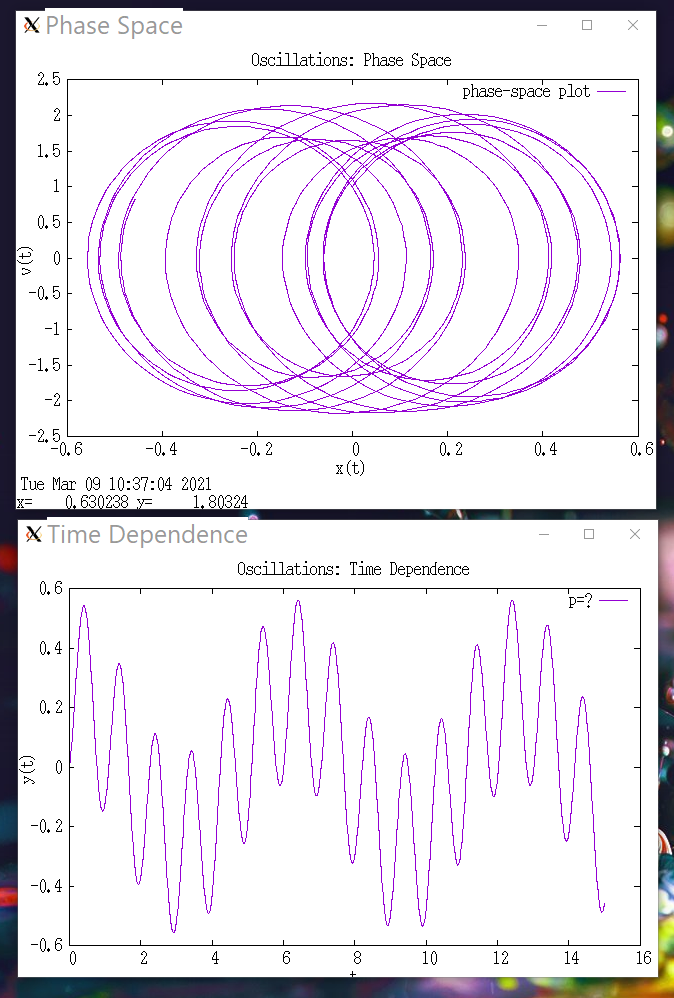 Phase Space
Oscillations: Phase Space
phase-space plot
2.5
2
1.5
1
0.5
0
-0.5
-1
-1.5
-2
-2.5
v(t)
-0.6 -0.4 -0.2 0 0.2 0.4 0.6
x(t)
Tue Mar 09 10:37:04 2021
x= 0.630238 y= 1.80324
Time Dependence
Oscillations: Time Dependence
p=?
0.6
0.4
0.2
0
-0.2
-0.4
-0.6
y(t)
0 2 4 6 8 10 12 14 16